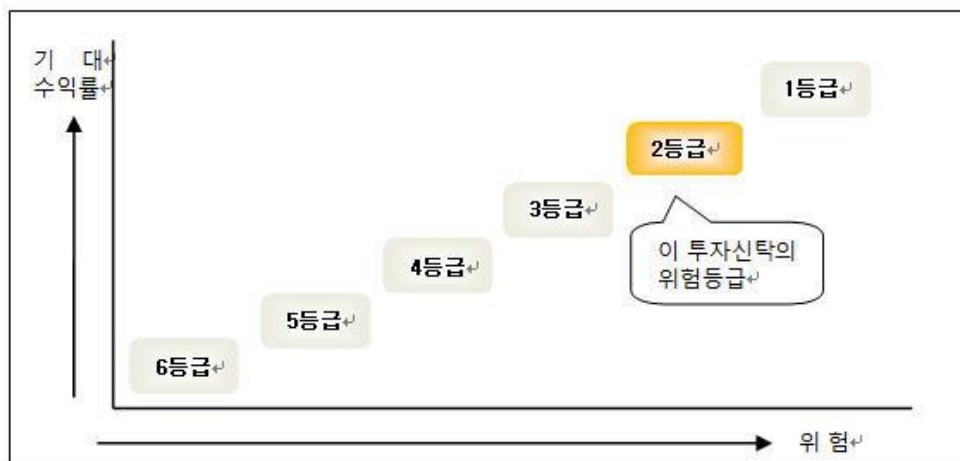 기 대
수익률
1등급
2등급
3등급
이 투자신탁의
위험등급
4등급
5등급
6등급
위 험